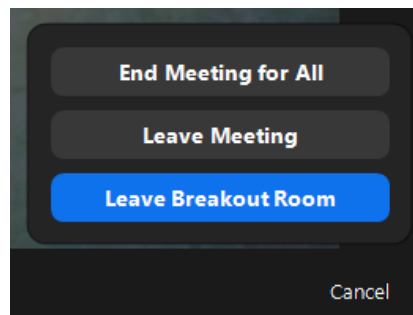 End Meeting for All
Leave Meeting
Leave Breakout Room
Cancel